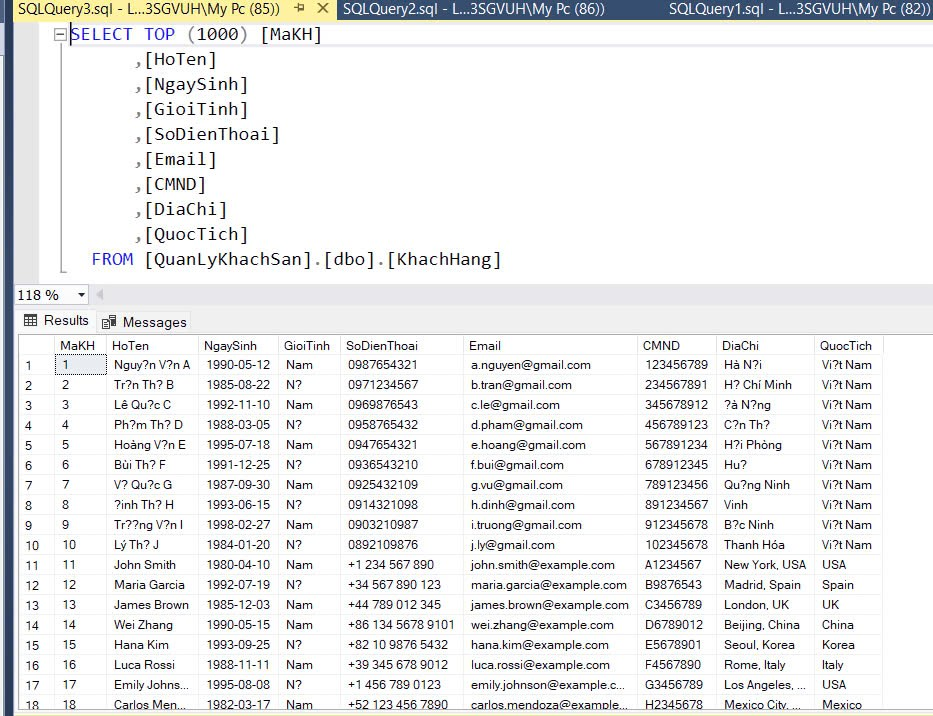 SQLQuery3.sql - L...3SGVUH\My Pc (85)) SQLQuery2.sql - L...3SGVUH\My Pc (86)) SQLQuery1.sql - L...3SGVUH\My Pc (82))
SELECT TOP (1000) [MaKH]
,[HoTen]
,[NgaySinh]
,[GioiTinh]
,[SoDienThoai]
,[Email]
,[CMND]
,[DiaChi]
,[QuocTich]
FROM [QuanLyKhachSan].[dbo].[KhachHang]
118 %
Results Messages
MaKH HoTen NgaySinh GioiTinh SoDienThoai Email CMND DiaChi QuocTich
1 1 Nguy?n V?n A 1990-05-12 Nam 0987654321 a.nguyen@gmail.com 123456789 Hà N?i Vi?t Nam
2 2 Tr?n Th? B 1985-08-22 N? 0971234567 b.tran@gmail.com 234567891 H? Chí Minh Vi?t Nam
3 3 Lê Qu?c C 1992-11-10 Nam 0969876543 c.le@gmail.com 345678912 ?à N?ng Vi?t Nam
4 4 Ph?m Th? D 1988-03-05 N? 0958765432 d.pham@gmail.com 456789123 C?n Th? Vi?t Nam
5 5 Hoàng V?n E 1995-07-18 Nam 0947654321 e.hoang@gmail.com 567891234 H?i Phòng Vi?t Nam
6 6 Bùi Th? F 1991-12-25 N? 0936543210 f.bui@gmail.com 678912345 Hu? Vi?t Nam
7 7 V? Qu?c G 1987-09-30 Nam 0925432109 g.vu@gmail.com 789123456 Qu?ng Ninh Vi?t Nam
8 8 ?inh Th? H 1993-06-15 N? 0914321098 h.dinh@gmail.com 891234567 Vinh Vi?t Nam
9 9 Tr??ng V?n I 1998-02-27 Nam 0903210987 i.truong@gmail.com 912345678 B?c Ninh Vi?t Nam
10 10 Lý Th? J 1984-01-20 N? 0892109876 j.ly@gmail.com 102345678 Thanh Hóa Vi?t Nam
11 11 John Smith 1980-04-10 Nam +1 234 567 890 john.smith@example.com A1234567 New York, USA USA
12 12 Maria Garcia 1992-07-19 N? +34 567 890 123 maria.garcia@example.com B9876543 Madrid, Spain Spain
13 13 James Brown 1985-12-03 Nam +44 789 012 345 james.brown@example.com C3456789 London, UK UK
14 14 Wei Zhang 1990-05-15 Nam +86 134 5678 9101 wei.zhang@example.com D6789012 Beijing, China China
15 15 Hana Kim 1993-09-25 N? +82 10 9876 5432 hana.kim@example.com E5678901 Seoul, Korea Korea
16 16 Luca Rossi 1988-11-11 Nam +39 345 678 9012 luca.rossi@example.com F4567890 Rome, Italy Italy
17 17 Emily Johns... 1995-08-08 N? +1 456 789 0123 emily.johnson@example.c... G3456789 Los Angeles, ... USA
18 18 Carlos Men... 1982-03-17 Nam +52 123 456 7890 carlos.mendoza@example... H2345678 Mexico City, ... Mexico